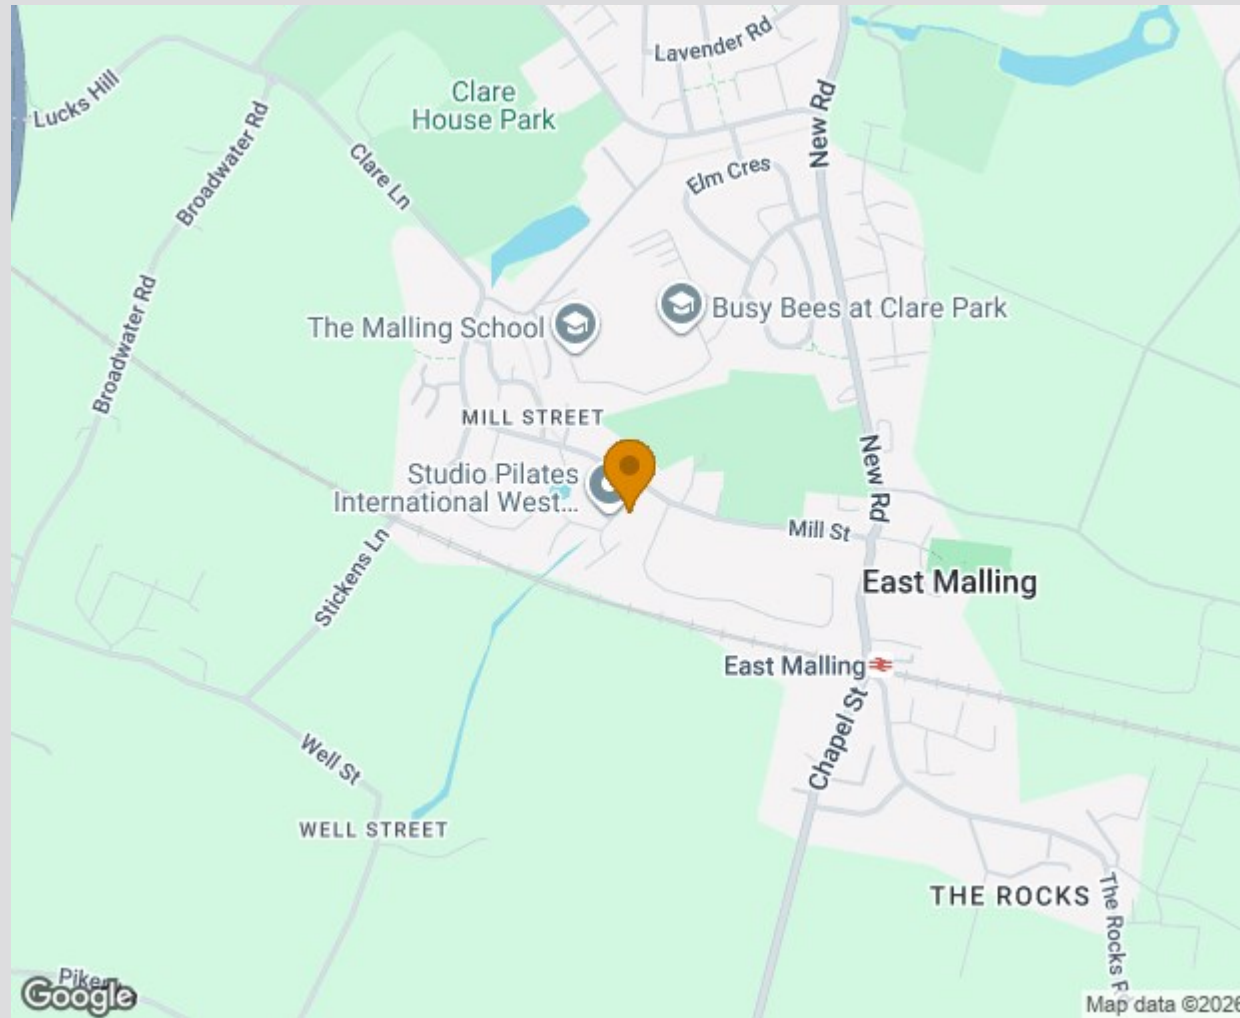 Lavender Rd
Lucks Hill
Clare
House Park
New Rd
Broadwater Rd
Clare Ln
Elm Cres
Broadwater Rd
The Malling School
Busy Bees at Clare Park
MILL STREET
Studio Pilates
International West...
New Rd
Mill St
Stickens Ln
East Malling
East Malling
Chapel St
Well St
WELL STREET
THE ROCKS
The Rocks Rd
Google
Map data ©2026